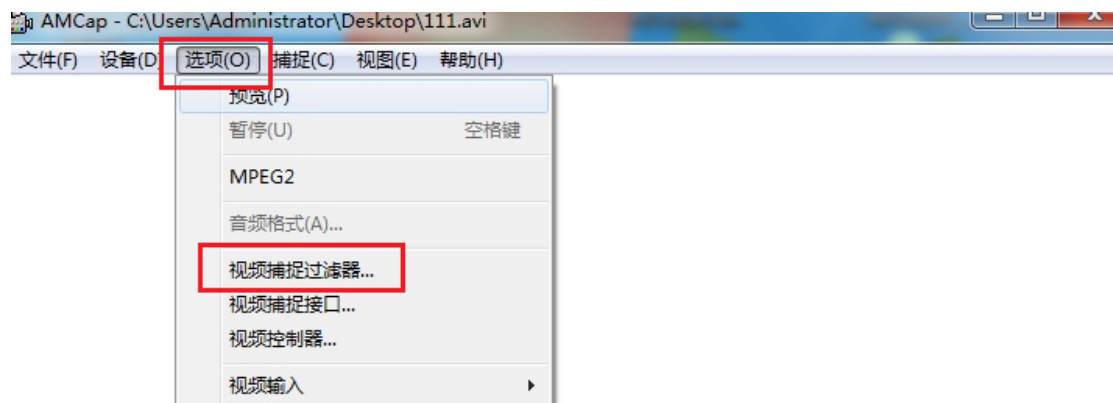 AMCap - C:\Users\Administrator\Desktop\111.avi
文件(F) 设备(D) 选项(O) 捕捉(C) 视图(E) 帮助(H)
预览(P)
暂停(U) 空格键
MPEG2
音频格式(A)...
视频捕捉过滤器...
视频捕捉接口...
视频控制器...
视频输入